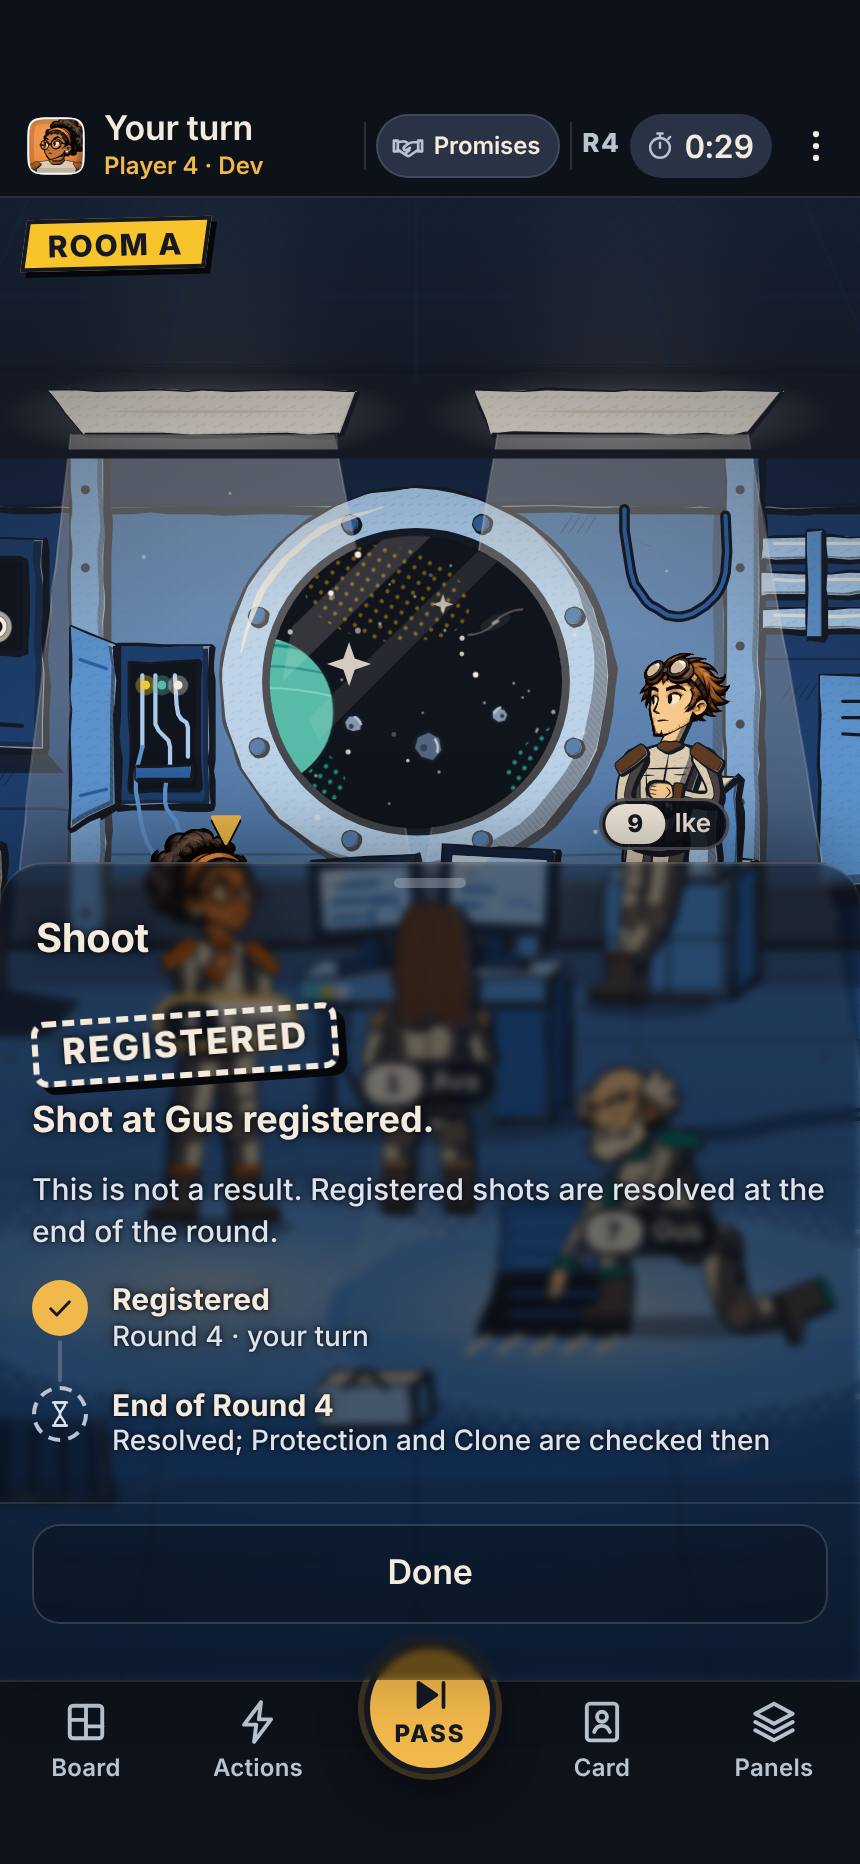 Your turn
Player 4 · Dev
Promises
R4
0:29
ROOM A
9 Ike
Shoot
REGISTERED
Shot at Gus registered.
This is not a result. Registered shots are resolved at the
end of the round.
Registered
Round 4 · your turn
End of Round 4
Resolved; Protection and Clone are checked then
Done
PASS
Board
Actions
Card
Panels